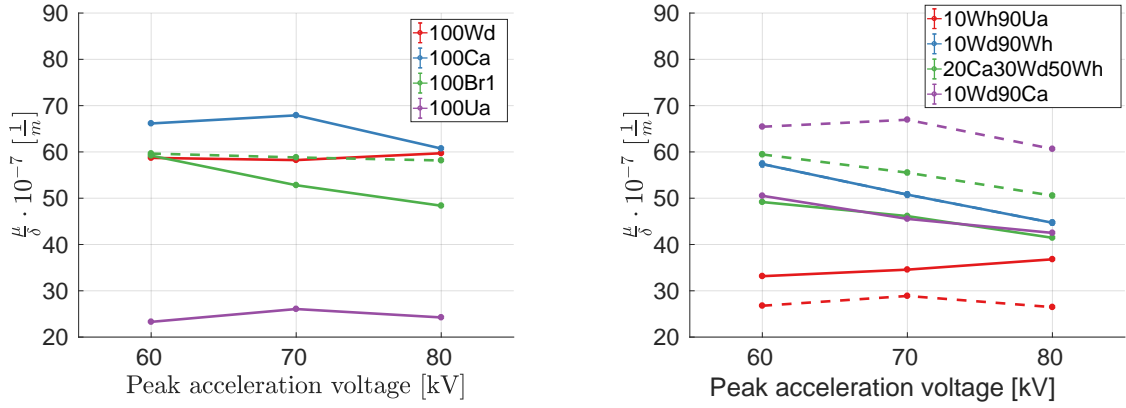 90
80
70
60
50
40
30
20
60
70
80
Peak acceleration voltage [kV]
μ/δ · 10⁻⁷ [1/m]
100Wd
100Ca
100Br1
100Ua
90
80
70
60
50
40
30
20
60
70
80
Peak acceleration voltage [kV]
μ/δ · 10⁻⁷ [1/m]
10Wh90Ua
10Wd90Wh
20Ca30Wd50Wh
10Wd90Ca